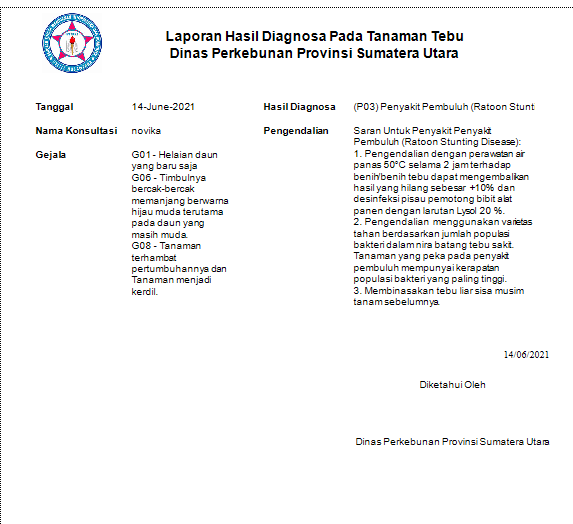 Laporan Hasil Diagnosa Pada Tanaman Tebu
Dinas Perkebunan Provinsi Sumatera Utara
Tanggal
14-June-2021
Nama Konsultasi
novika
Gejala
G01 - Helaian daun
yang baru saja
G06 - Timbulnya
bercak-bercak
memanjang berwarna
hijau muda terutama
pada daun yang
masih muda.
G08 - Tanaman
terhambat
pertumbuhannya dan
Tanaman menjadi
kerdil.
Hasil Diagnosa
(P03) Penyakit Pembuluh (Ratoon Stunt
Pengendalian
Saran Untuk Penyakit Penyakit
Pembuluh (Ratoon Stunting Disease):
1. Pengendalian dengan perawatan air
panas 50°C selama 2 jam terhadap
benih/benih tebu dapat mengembalikan
hasil yang hilang sebesar +10% dan
desinfeksi pisau pemotong bibit alat
panen dengan larutan Lysol 20 %.
2. Pengendalian menggunakan varietas
tahan berdasarkan jumlah populasi
bakteri dalam nira batang tebu sakit.
Tanaman yang peka pada penyakit
pembuluh mempunyai kerapatan
populasi bakteri yang paling tinggi.
3. Membinasakan tebu liar sisa musim
tanam sebelumnya.
14/06/2021
Diketahui Oleh
Dinas Perkebunan Provinsi Sumatera Utara